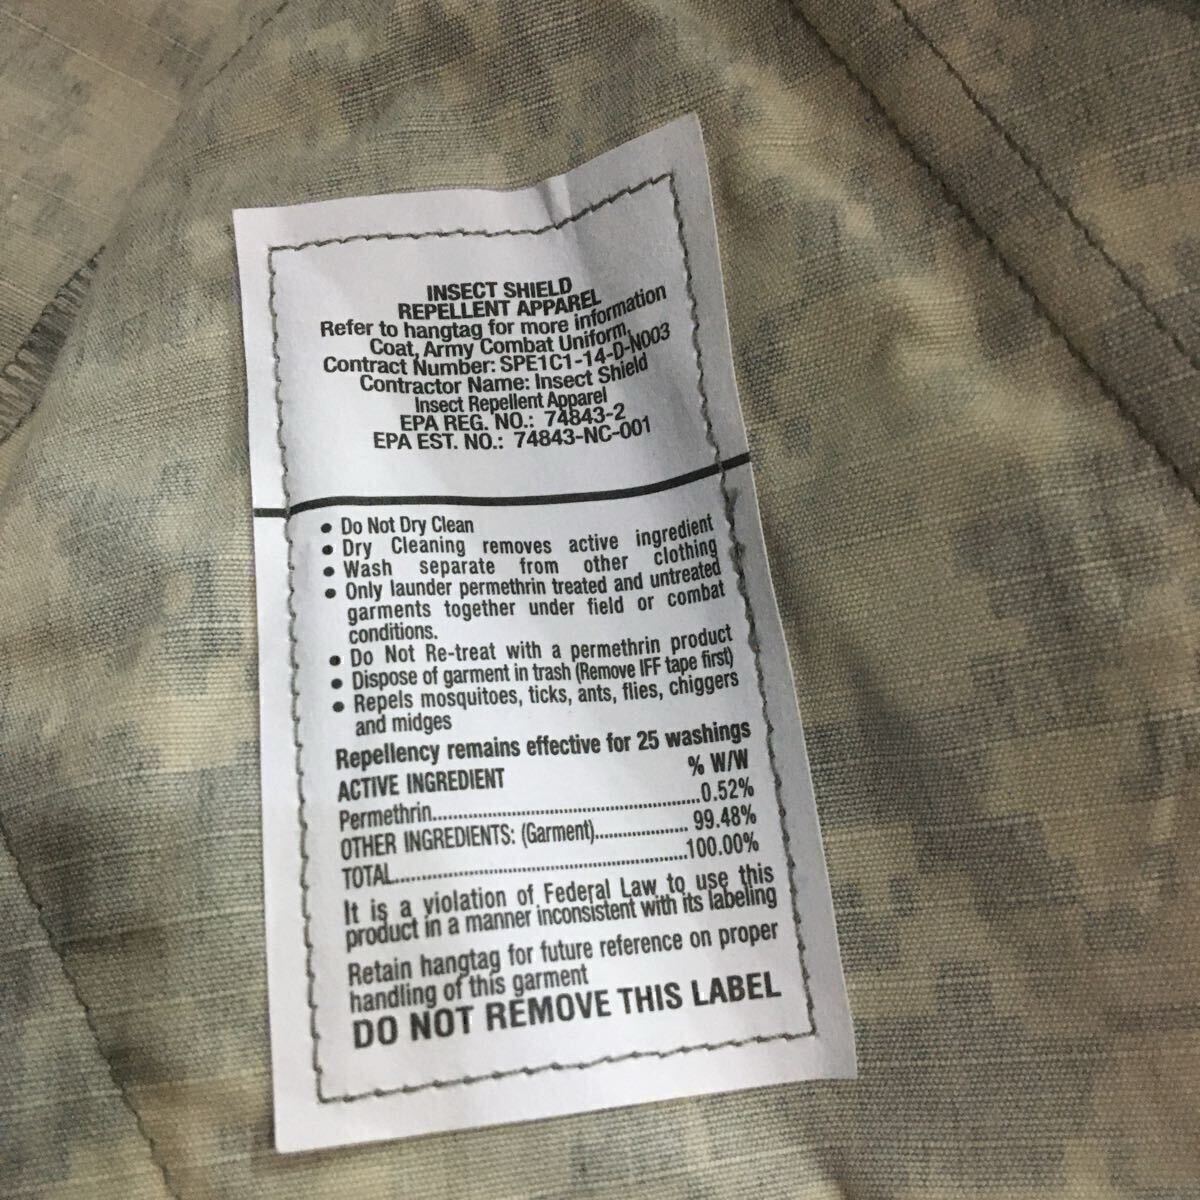 INSECT SHIELD
REPELLENT APPAREL
Refer to hangtag for more information
Coat, Army Combat Uniform,
Contract Number: SPE1C1-14-D-N003
Contractor Name: Insect Shield
Insect Repellent Apparel
EPA REG. NO.: 74843-2
EPA EST. NO.: 74843-NC-001
• Do Not Dry Clean
• Dry Cleaning removes active ingredient
• Wash separate from other clothing
• Only launder permethrin treated and untreated
garments together under field or combat
conditions.
• Do Not Re-treat with a permethrin product
• Dispose of garment in trash (Remove IFF tape first)
• Repels mosquitoes, ticks, ants, flies, chiggers
and midges
Repellency remains effective for 25 washings
ACTIVE INGREDIENT % W/W
Permethrin...........................................0.52%
OTHER INGREDIENTS: (Garment)................... 99.48%
TOTAL..................................................100.00%
It is a violation of Federal Law to use this
product in a manner inconsistent with its labeling
Retain hangtag for future reference on proper
handling of this garment
DO NOT REMOVE THIS LABEL